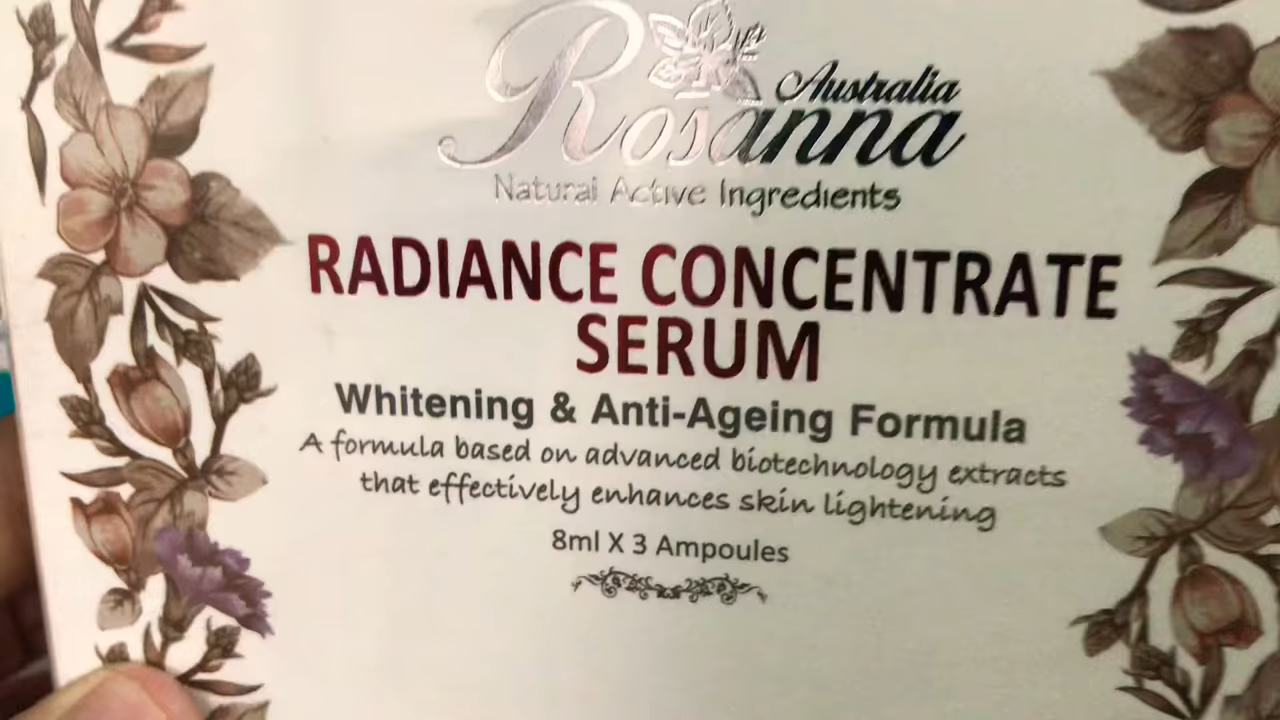 Australia
Rosanna
Natural Active Ingredients
RADIANCE CONCENTRATE
SERUM
Whitening & Anti-Ageing Formula
A formula based on advanced biotechnology extracts
that effectively enhances skin lightening
8ml X 3 Ampoules